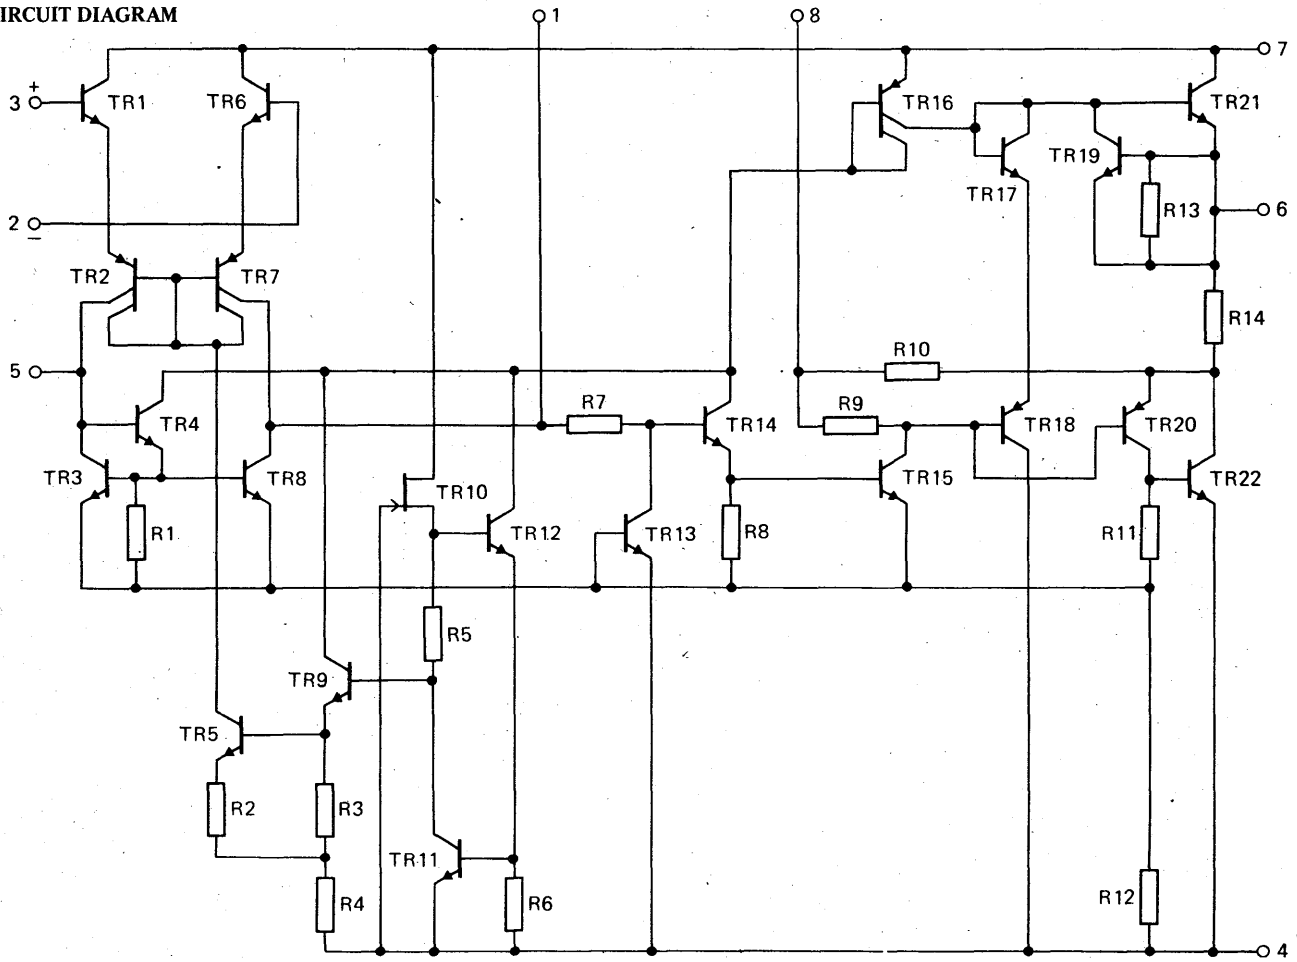 IRCUIT DIAGRAM
1
8
7
3 +
TR1
TR6
TR16
TR21
TR19
TR17
R13
6
2 −
TR2
TR7
R14
5
R10
TR4
R7
TR14
R9
TR18
TR20
TR3
TR8
TR10
TR15
TR22
R1
TR12
TR13
R8
R11
R5
TR9
TR5
R2
R3
TR11
R4
R6
R12
4